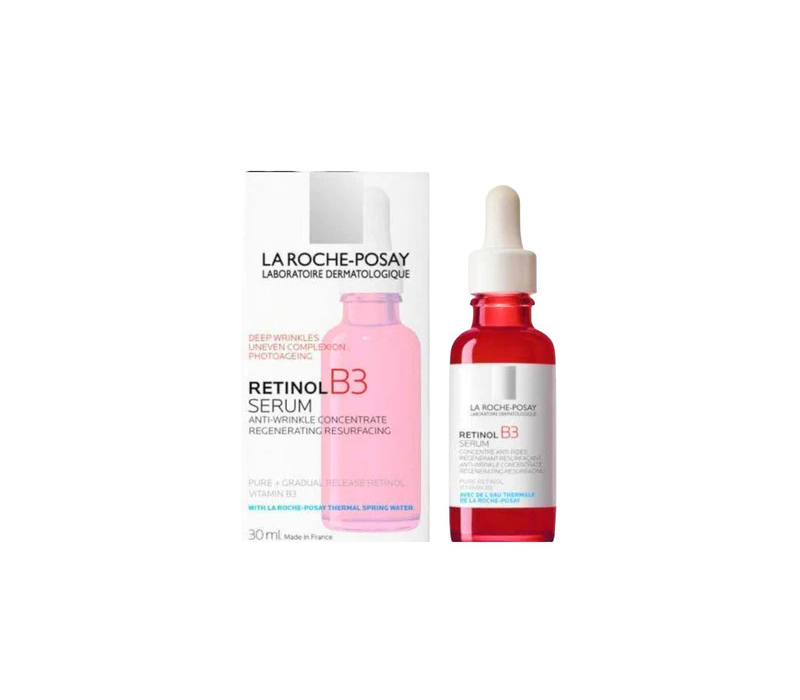 LA ROCHE-POSAY
LABORATOIRE DERMATOLOGIQUE
DEEP WRINKLES
UNEVEN COMPLEXION
PHOTOAGEING
RETINOL B3
SERUM
ANTI-WRINKLE CONCENTRATE
REGENERATING RESURFACING
PURE + GRADUAL RELEASE RETINOL
VITAMIN B3
WITH LA ROCHE-POSAY THERMAL SPRING WATER
30 ml Made in France
LA ROCHE-POSAY
LABORATOIRE DERMATOLOGIQUE
RETINOL B3
SERUM
CONCENTRÉ ANTI-RIDES
RÉGÉNÉRANT RESURFAÇANT
ANTI-WRINKLE CONCENTRATE
REGENERATING RESURFACING
PURE RETINOL
VITAMIN B3
AVEC DE L'EAU THERMALE
DE LA ROCHE-POSAY